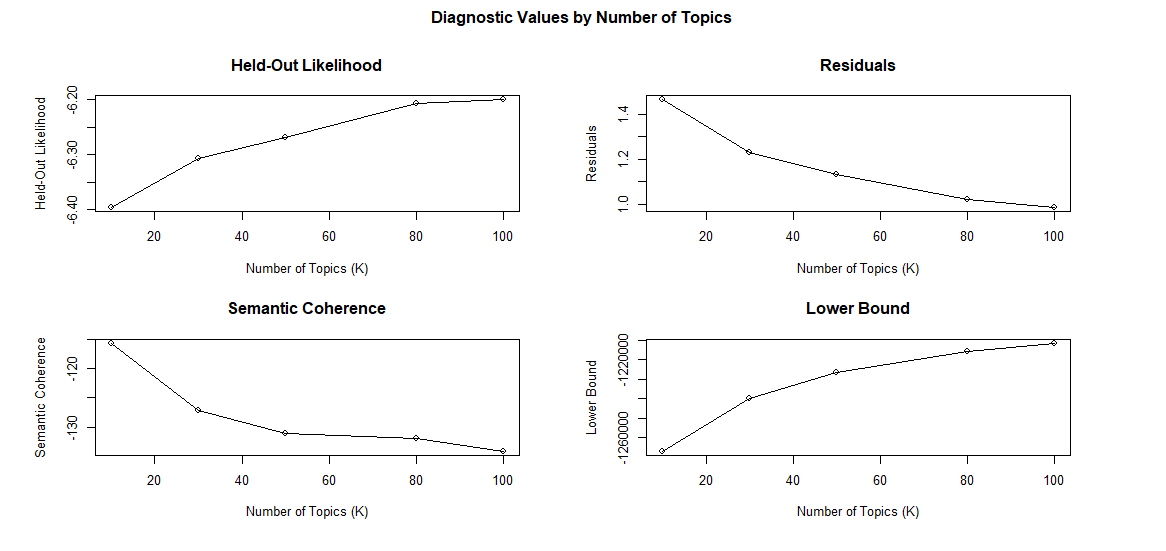 Diagnostic Values by Number of Topics
Held-Out Likelihood
Held-Out Likelihood
-6.20
-6.30
-6.40
20 40 60 80 100
Number of Topics (K)
Residuals
Residuals
1.4
1.2
1.0
20 40 60 80 100
Number of Topics (K)
Semantic Coherence
Semantic Coherence
-120
-130
20 40 60 80 100
Number of Topics (K)
Lower Bound
Lower Bound
-1220000
-1260000
20 40 60 80 100
Number of Topics (K)